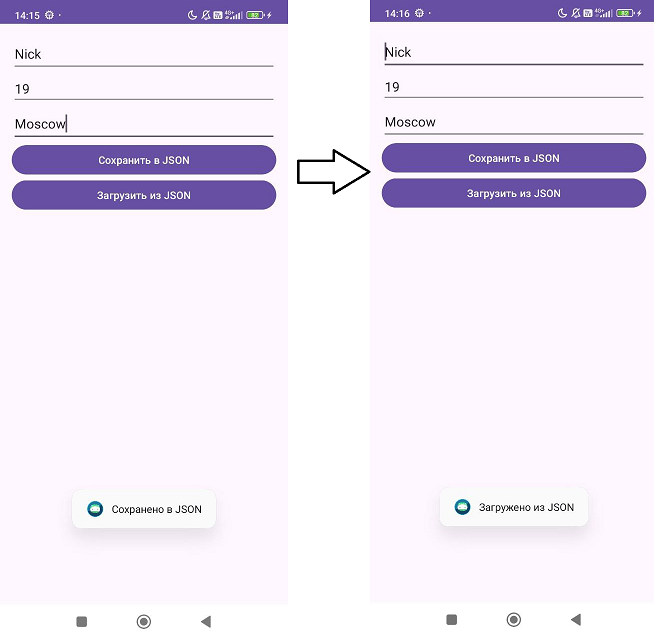 14:15
Nick
19
Moscow
Сохранить в JSON
Загрузить из JSON
Сохранено в JSON
14:16
Nick
19
Moscow
Сохранить в JSON
Загрузить из JSON
Загружено из JSON